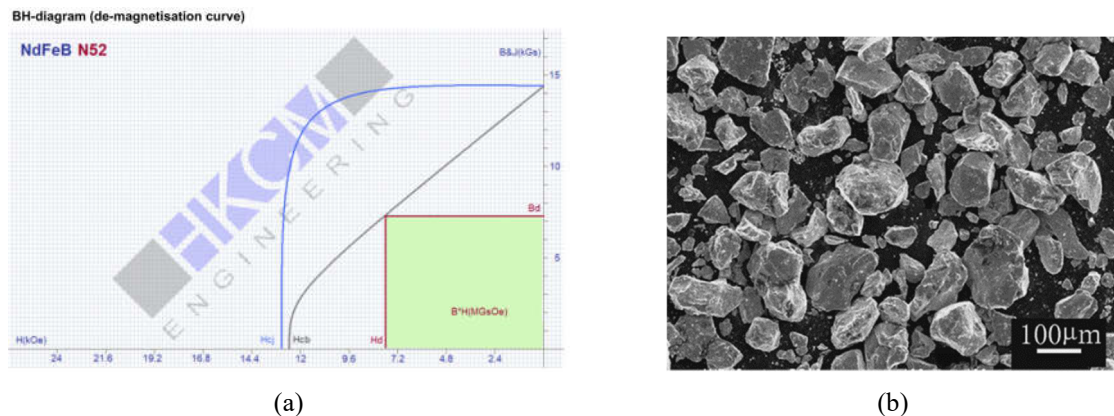 BH-diagram (de-magnetisation curve)
NdFeB N52
B&J(kGs)
15
HKCM
ENGINEERING
10
Bd
5
B*H(MGsOe)
H(kOe)
Hcj
Hcb
Hd
24 21.6 19.2 16.8 14.4 12 9.6 7.2 4.8 2.4
100μm
(a)
(b)